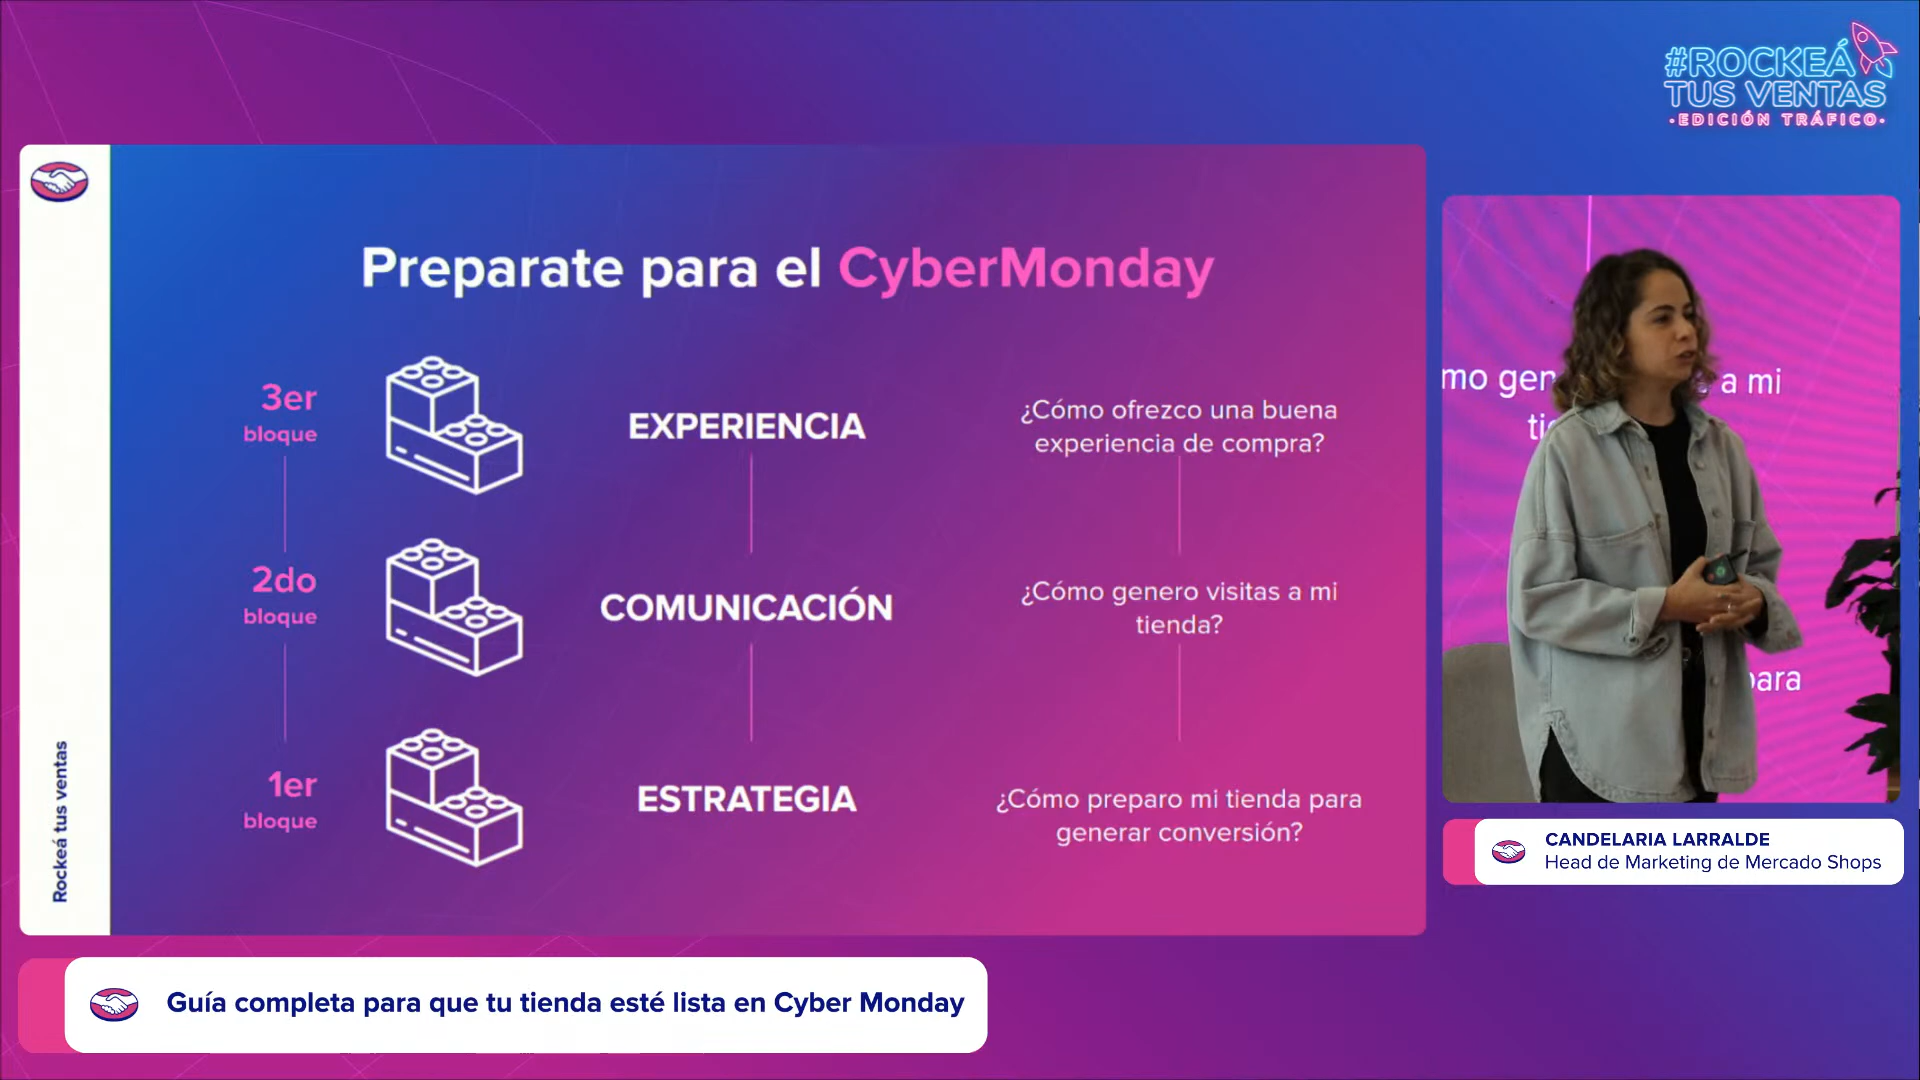 #ROCKEÁ
TUS VENTAS
•EDICIÓN TRÁFICO•
Preparate para el CyberMonday
3er
bloque
EXPERIENCIA
¿Cómo ofrezco una buena
experiencia de compra?
2do
bloque
COMUNICACIÓN
¿Cómo genero visitas a mi
tienda?
1er
bloque
ESTRATEGIA
¿Cómo preparo mi tienda para
generar conversión?
Rockeá tus ventas
mo gen a mi
para
CANDELARIA LARRALDE
Head de Marketing de Mercado Shops
Guía completa para que tu tienda esté lista en Cyber Monday